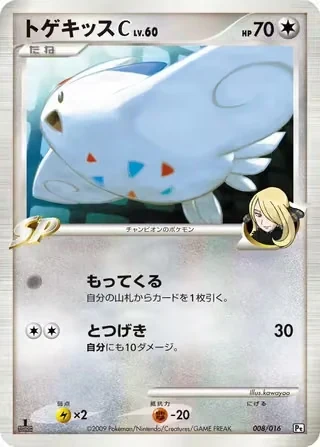 トゲキッス C LV.60 HP 70
たね
SP
チャンピオンのポケモン
もってくる
自分の山札からカードを1枚引く。
とつげき 30
自分にも10ダメージ。
illus.kawayoo
弱点 ×2 抵抗力 -20 にげる
1 ©2009 Pokémon/Nintendo/Creatures/GAME FREAK. 008/016 Pt